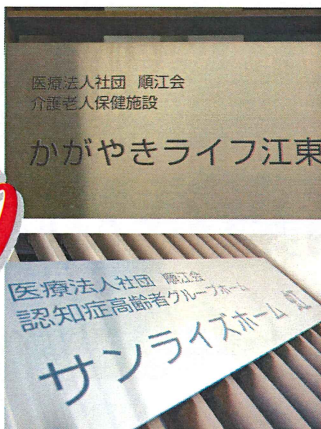 医療法人社団 順江会
介護老人保健施設
かがやきライフ江東
医療法人社団 順江会
認知症高齢者グループホーム
サンライズホーム 虹